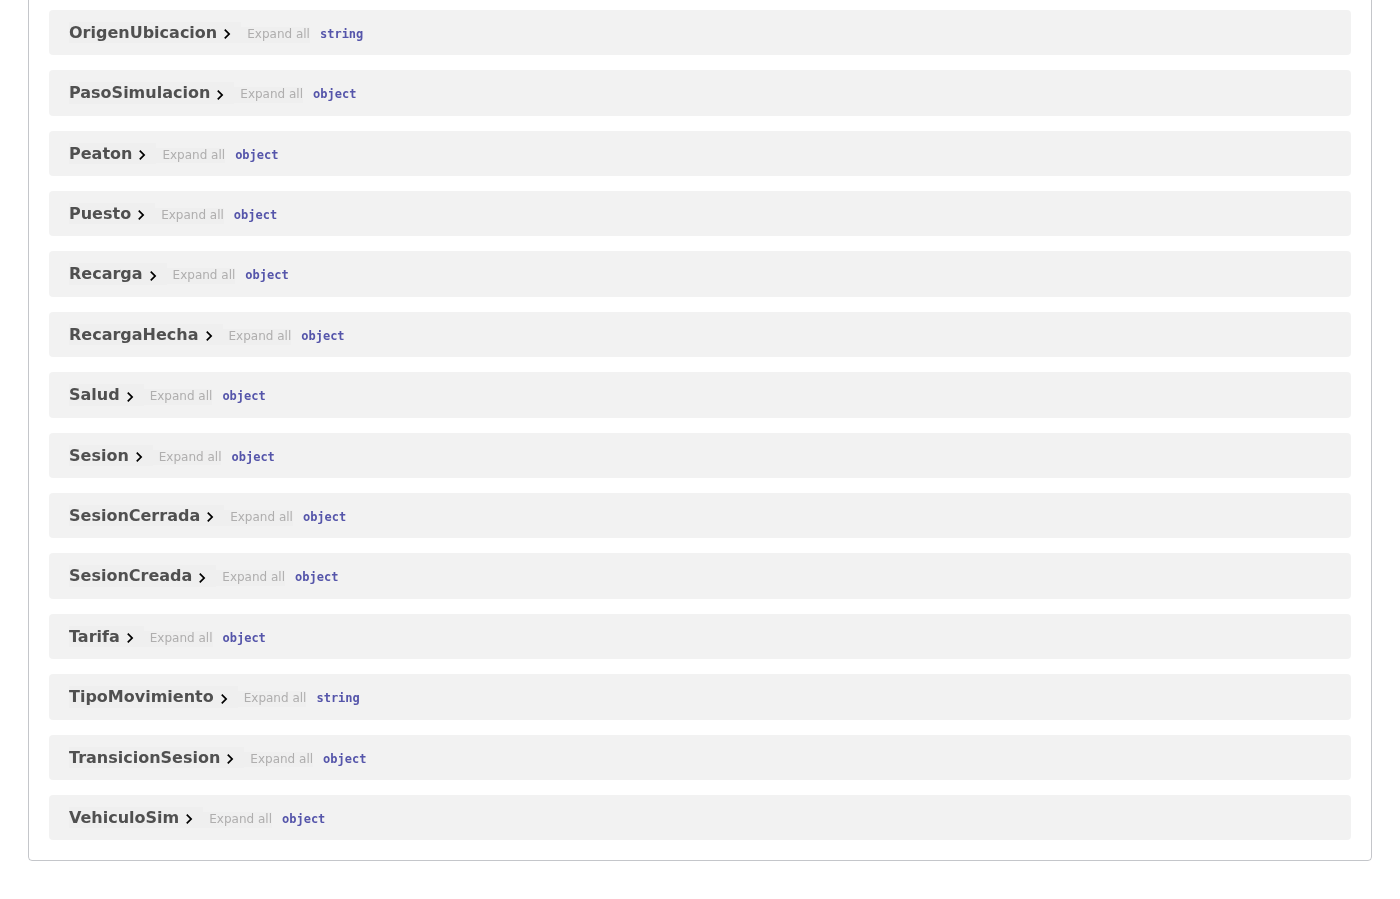 OrigenUbicacion Expand all string
PasoSimulacion Expand all object
Peaton Expand all object
Puesto Expand all object
Recarga Expand all object
RecargaHecha Expand all object
Salud Expand all object
Sesion Expand all object
SesionCerrada Expand all object
SesionCreada Expand all object
Tarifa Expand all object
TipoMovimiento Expand all string
TransicionSesion Expand all object
VehiculoSim Expand all object